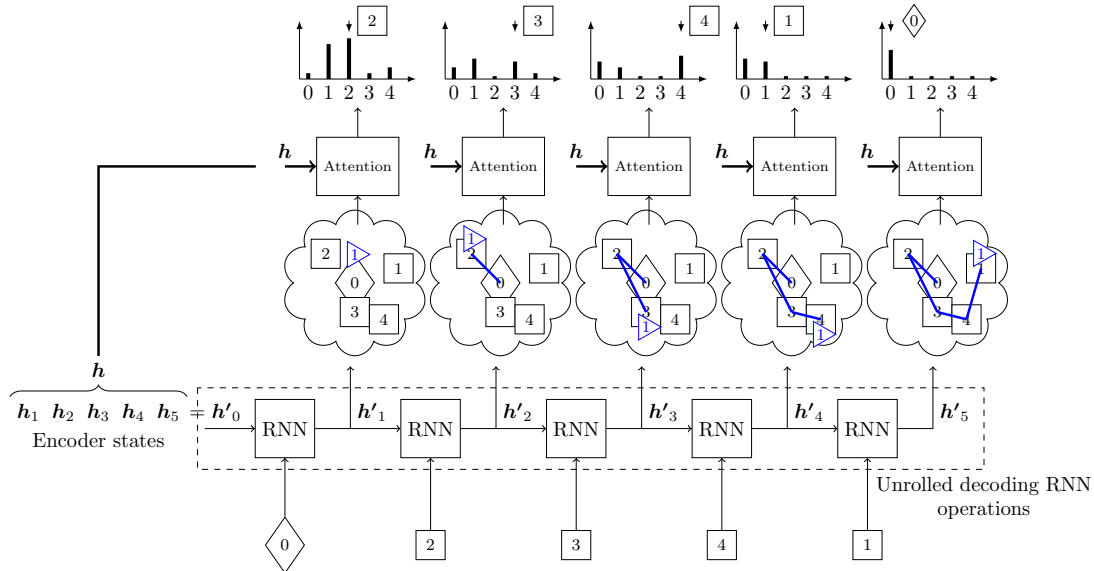 2 3 4 1 0
0 1 2 3 4 0 1 2 3 4 0 1 2 3 4 0 1 2 3 4 0 1 2 3 4
h Attention h Attention h Attention h Attention h Attention
2 1 1 0 3 4
1 2 1 0 3 4
2 1 0 3 1 4
2 1 0 3 4 1
2 1 1 0 3 4
h
h₁ h₂ h₃ h₄ h₅ = h'₀ h'₁ h'₂ h'₃ h'₄ h'₅
RNN RNN RNN RNN RNN
Encoder states
Unrolled decoding RNN
operations
0 2 3 4 1